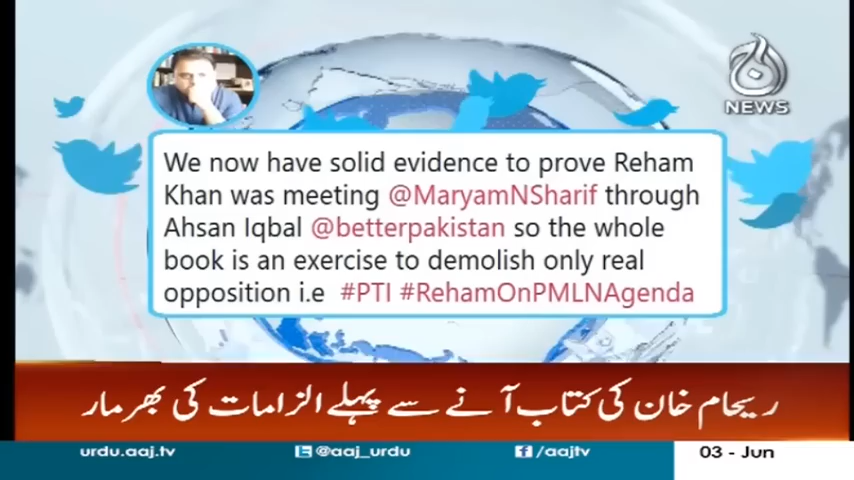 آج
NEWS
We now have solid evidence to prove Reham
Khan was meeting @MaryamNSharif through
Ahsan Iqbal @betterpakistan so the whole
book is an exercise to demolish only real
opposition i.e #PTI #RehamOnPMLNAgenda
ریحام خان کی کتاب آنے سے پہلے الزامات کی بھرمار
urdu.aaj.tv @aaj_urdu f/aajtv 03 - Jun